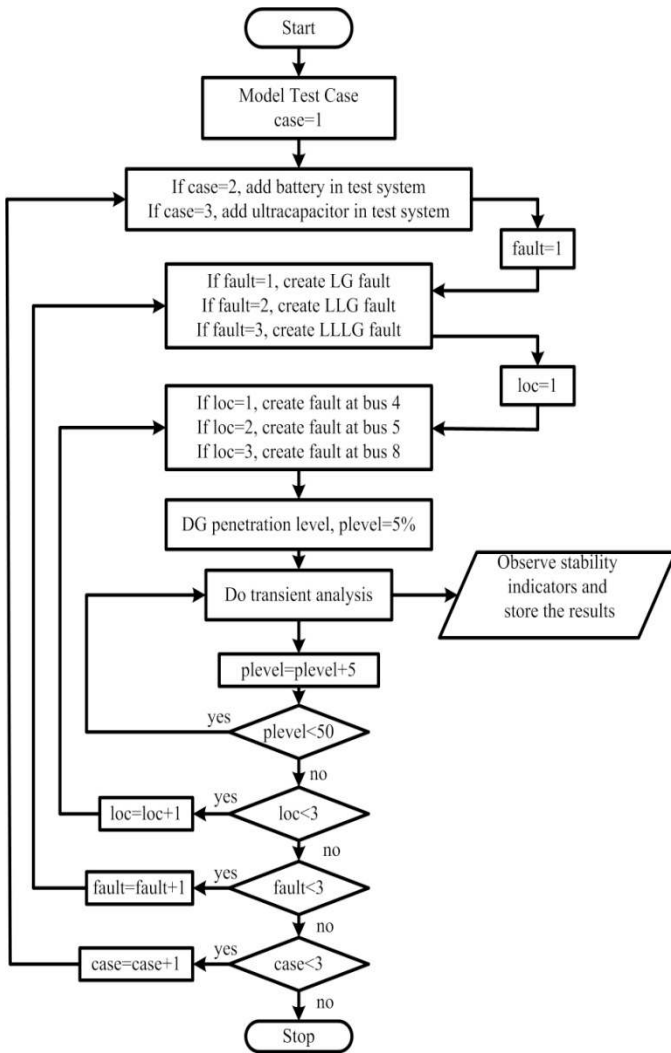 Start
Model Test Case
case=1
If case=2, add battery in test system
If case=3, add ultracapacitor in test system
fault=1
If fault=1, create LG fault
If fault=2, create LLG fault
If fault=3, create LLLG fault
loc=1
If loc=1, create fault at bus 4
If loc=2, create fault at bus 5
If loc=3, create fault at bus 8
DG penetration level, plevel=5%
Do transient analysis
Observe stability
indicators and
store the results
plevel=plevel+5
yes
plevel<50
no
loc=loc+1
yes
loc<3
no
fault=fault+1
yes
fault<3
no
case=case+1
yes
case<3
no
Stop